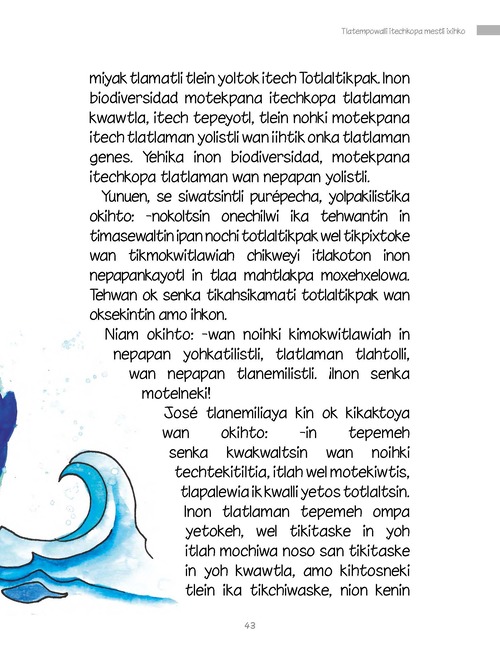 Tlatempowalli itechkopa mestli ixihko
miyak tlamatli tlein yoltok itech Totlaltikpak. Inon
biodiversidad motekpana itechkopa tlatlaman
kwawtla, itech tepeyotl, tlein nohki motekpana
itech tlatlaman yolistli wan iihtik onka tlatlaman
genes. Yehika inon biodiversidad, motekpana
itechkopa tlatlaman wan nepapan yolistli.
Yunuen, se siwatsintli purépecha, yolpakilistika
okihto: -nokoltsin onechilwi ika tehwantin in
timasewaltin ipan nochi totlaltikpak wel tikpixtoke
wan tikmokwitlawiah chikweyi itlakoton inon
nepapankayotl in tlaa mahtlakpa moxehxelowa.
Tehwan ok senka tikahsikamati totlaltikpak wan
oksekintin amo ihkon.
Niam okihto: -wan noihki kimokwitlawiah in
nepapan yohkatilistli, tlatlaman tlahtolli,
wan nepapan tlanemilistli. ¡Inon senka
motelneki!
José tlanemiliaya kin ok kikaktoya
wan okihto: -in tepemeh
senka kwakwaltsin wan noihki
techtekitiltia, itlah wel motekiwtis,
tlapalewia ik kwalli yetos totlaltsin.
Inon tlatlaman tepemeh ompa
yetokeh, wel tikitaske in yoh
itlah mochiwa noso san tikitaske
in yoh kwawtla, amo kihtosneki
tlein ika tikchiwaske, nion kenin
43